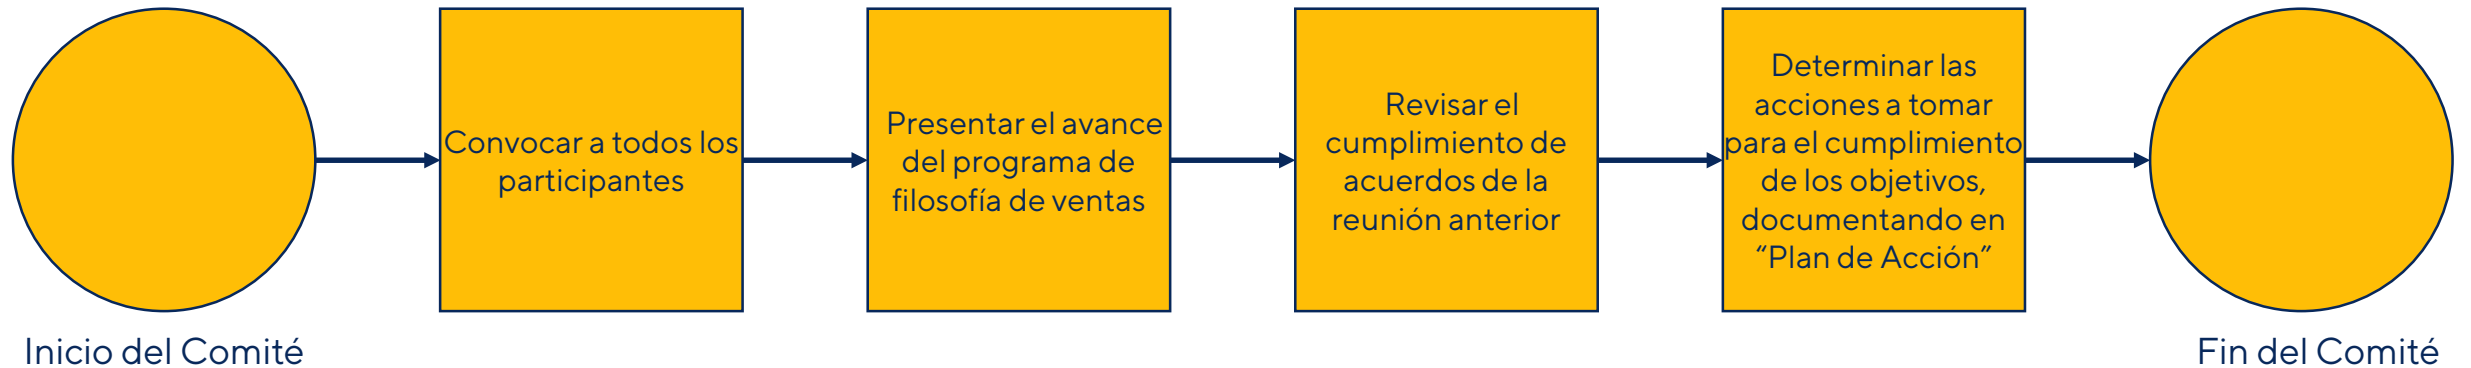 Convocar a todos los
participantes
Presentar el avance
del programa de
filosofía de ventas
Revisar el
cumplimiento de
acuerdos de la
reunión anterior
Determinar las
acciones a tomar
para el cumplimiento
de los objetivos,
documentando en
“Plan de Acción”
Inicio del Comité
Fin del Comité